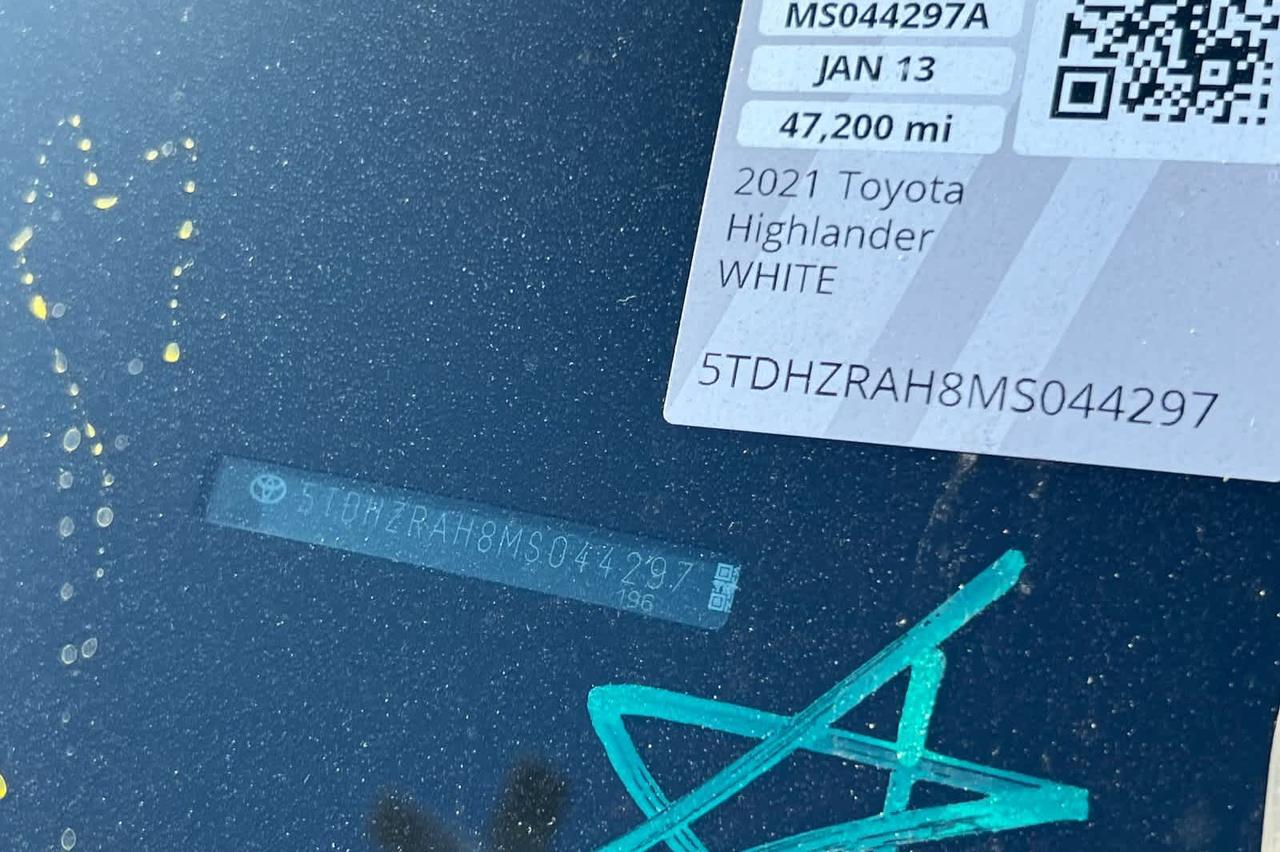 MS044297A
JAN 13
47,200 mi
2021 Toyota
Highlander
WHITE
5TDHZRAH8MS044297
5TDHZRAH8MS044297
196